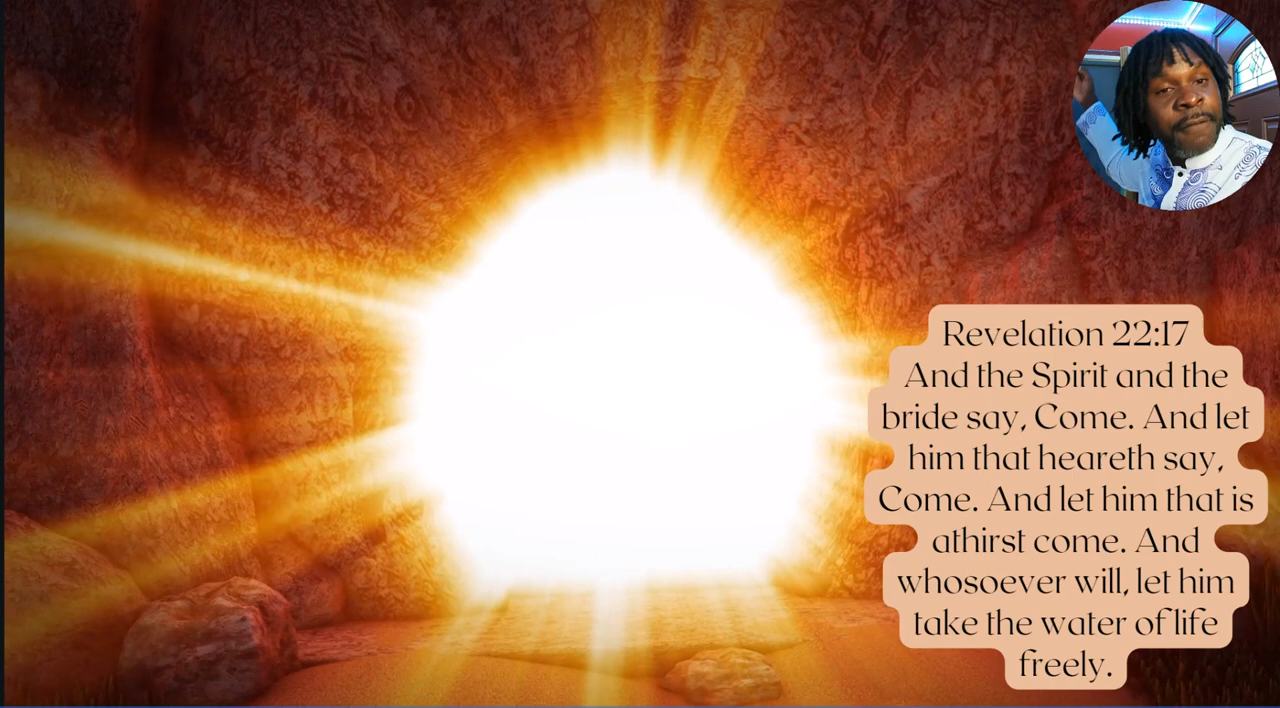 Revelation 22:17
And the Spirit and the
bride say, Come. And let
him that heareth say,
Come. And let him that is
athirst come. And
whosoever will, let him
take the water of life
freely.